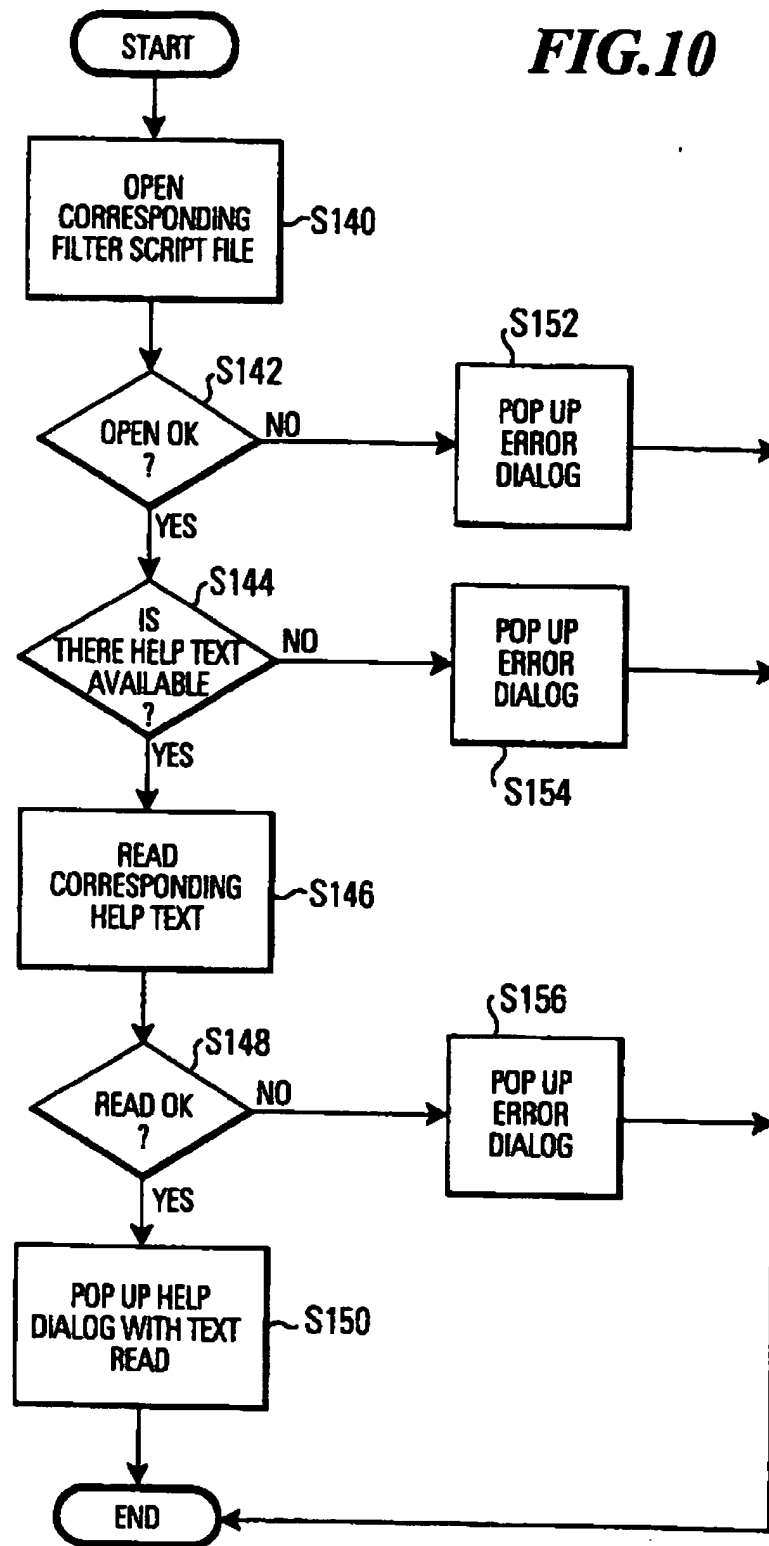 FIG.10
START
OPEN
CORRESPONDING
FILTER SCRIPT FILE
S140
S142
OPEN OK
?
NO
YES
S152
POP UP
ERROR
DIALOG
S144
IS
THERE HELP TEXT
AVAILABLE
?
NO
YES
POP UP
ERROR
DIALOG
S154
READ
CORRESPONDING
HELP TEXT
S146
S148
READ OK
?
NO
YES
S156
POP UP
ERROR
DIALOG
POP UP HELP
DIALOG WITH TEXT
READ
S150
END